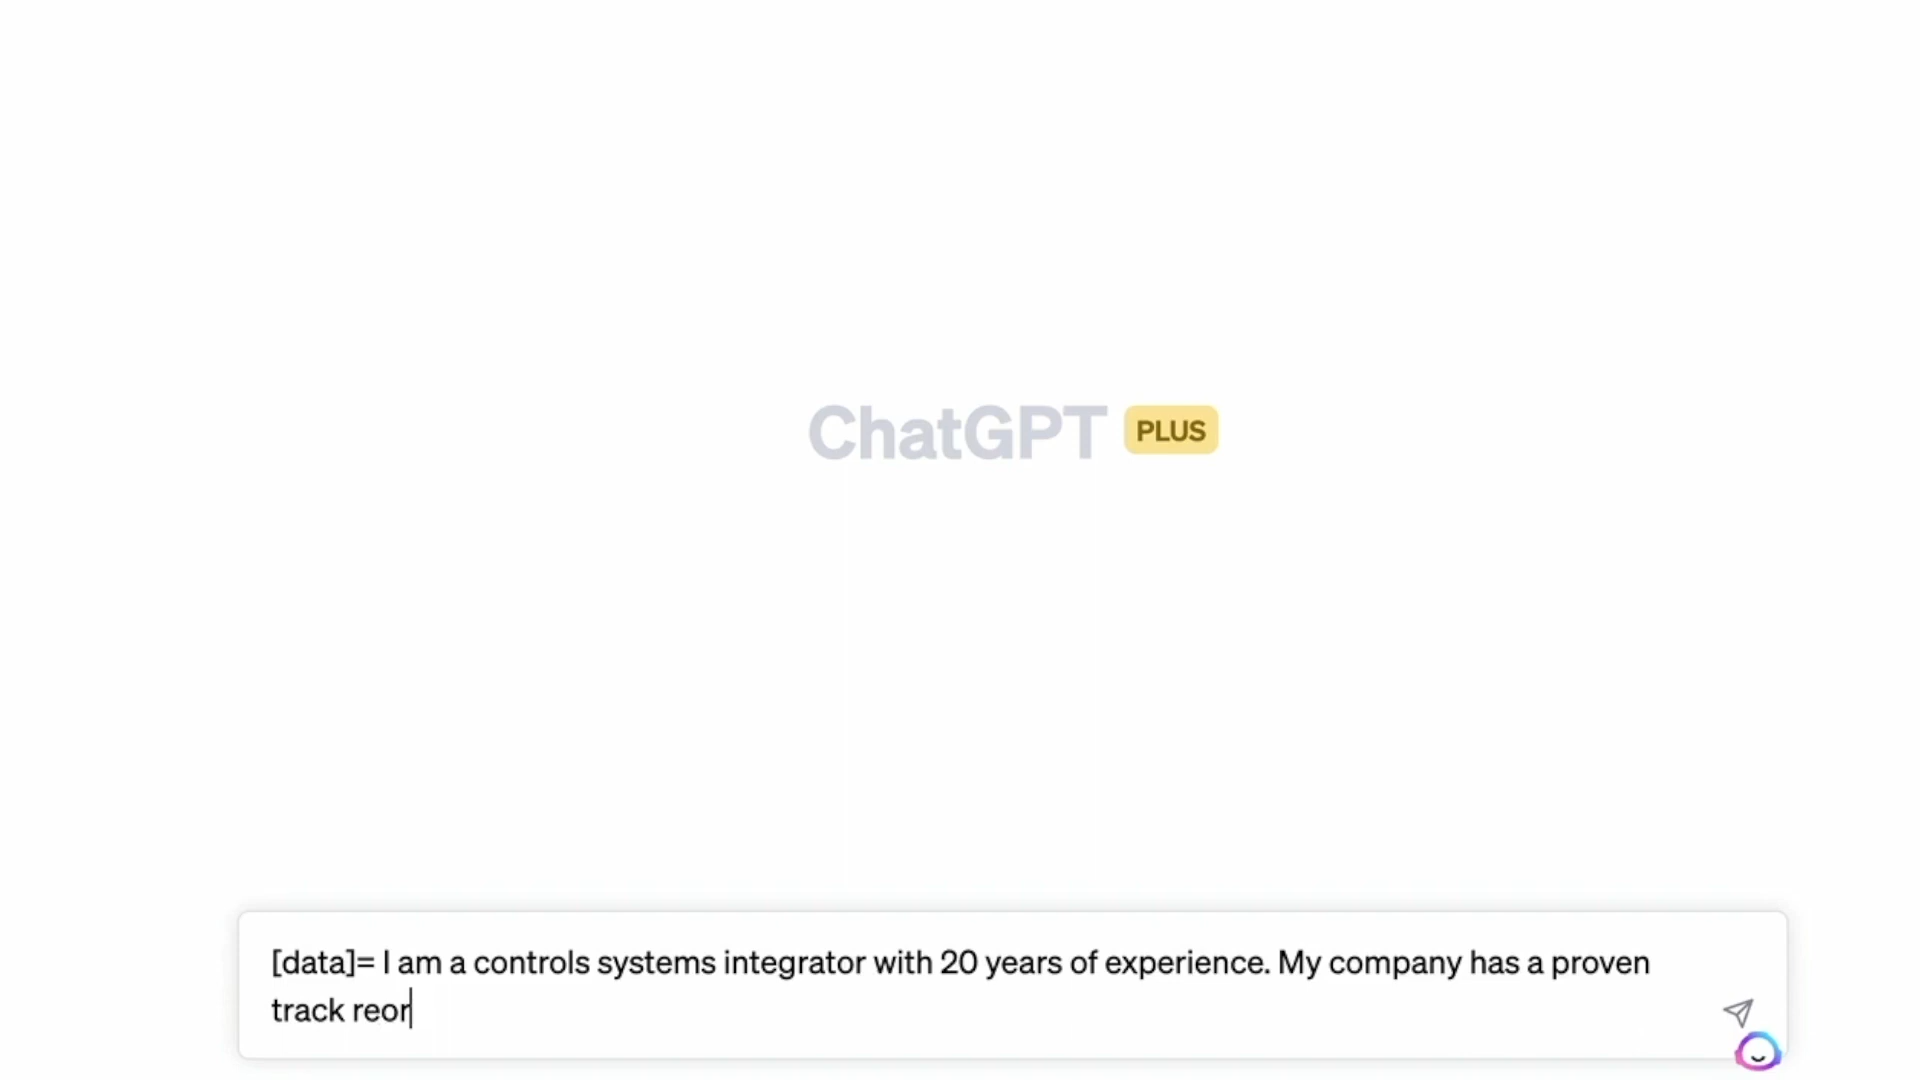 ChatGPT PLUS
[data]= I am a controls systems integrator with 20 years of experience. My company has a proven
track reor